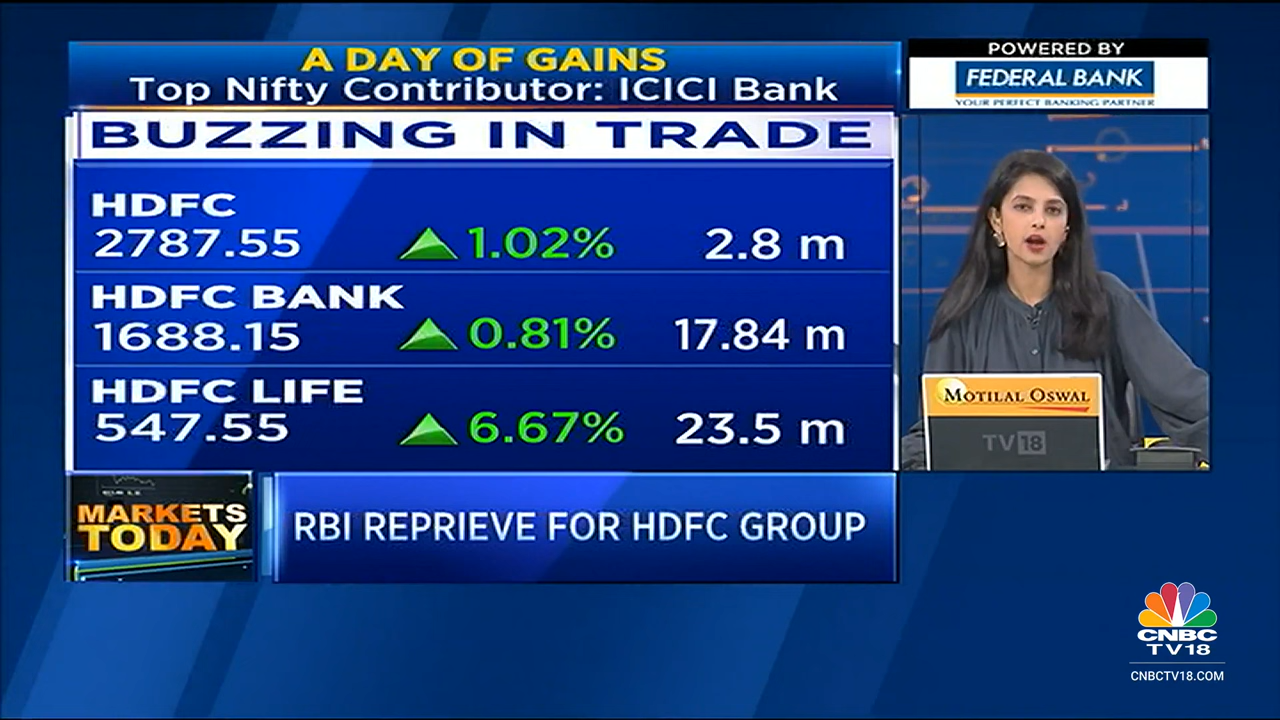 A DAY OF GAINS
Top Nifty Contributor: ICICI Bank
POWERED BY
FEDERAL BANK
YOUR PERFECT BANKING PARTNER
BUZZING IN TRADE
HDFC
2787.55 1.02% 2.8 m
HDFC BANK
1688.15 0.81% 17.84 m
HDFC LIFE
547.55 6.67% 23.5 m
MOTILAL OSWAL
TV18
MARKETS
TODAY
RBI REPRIEVE FOR HDFC GROUP
CNBC
TV18
CNBCTV18.COM